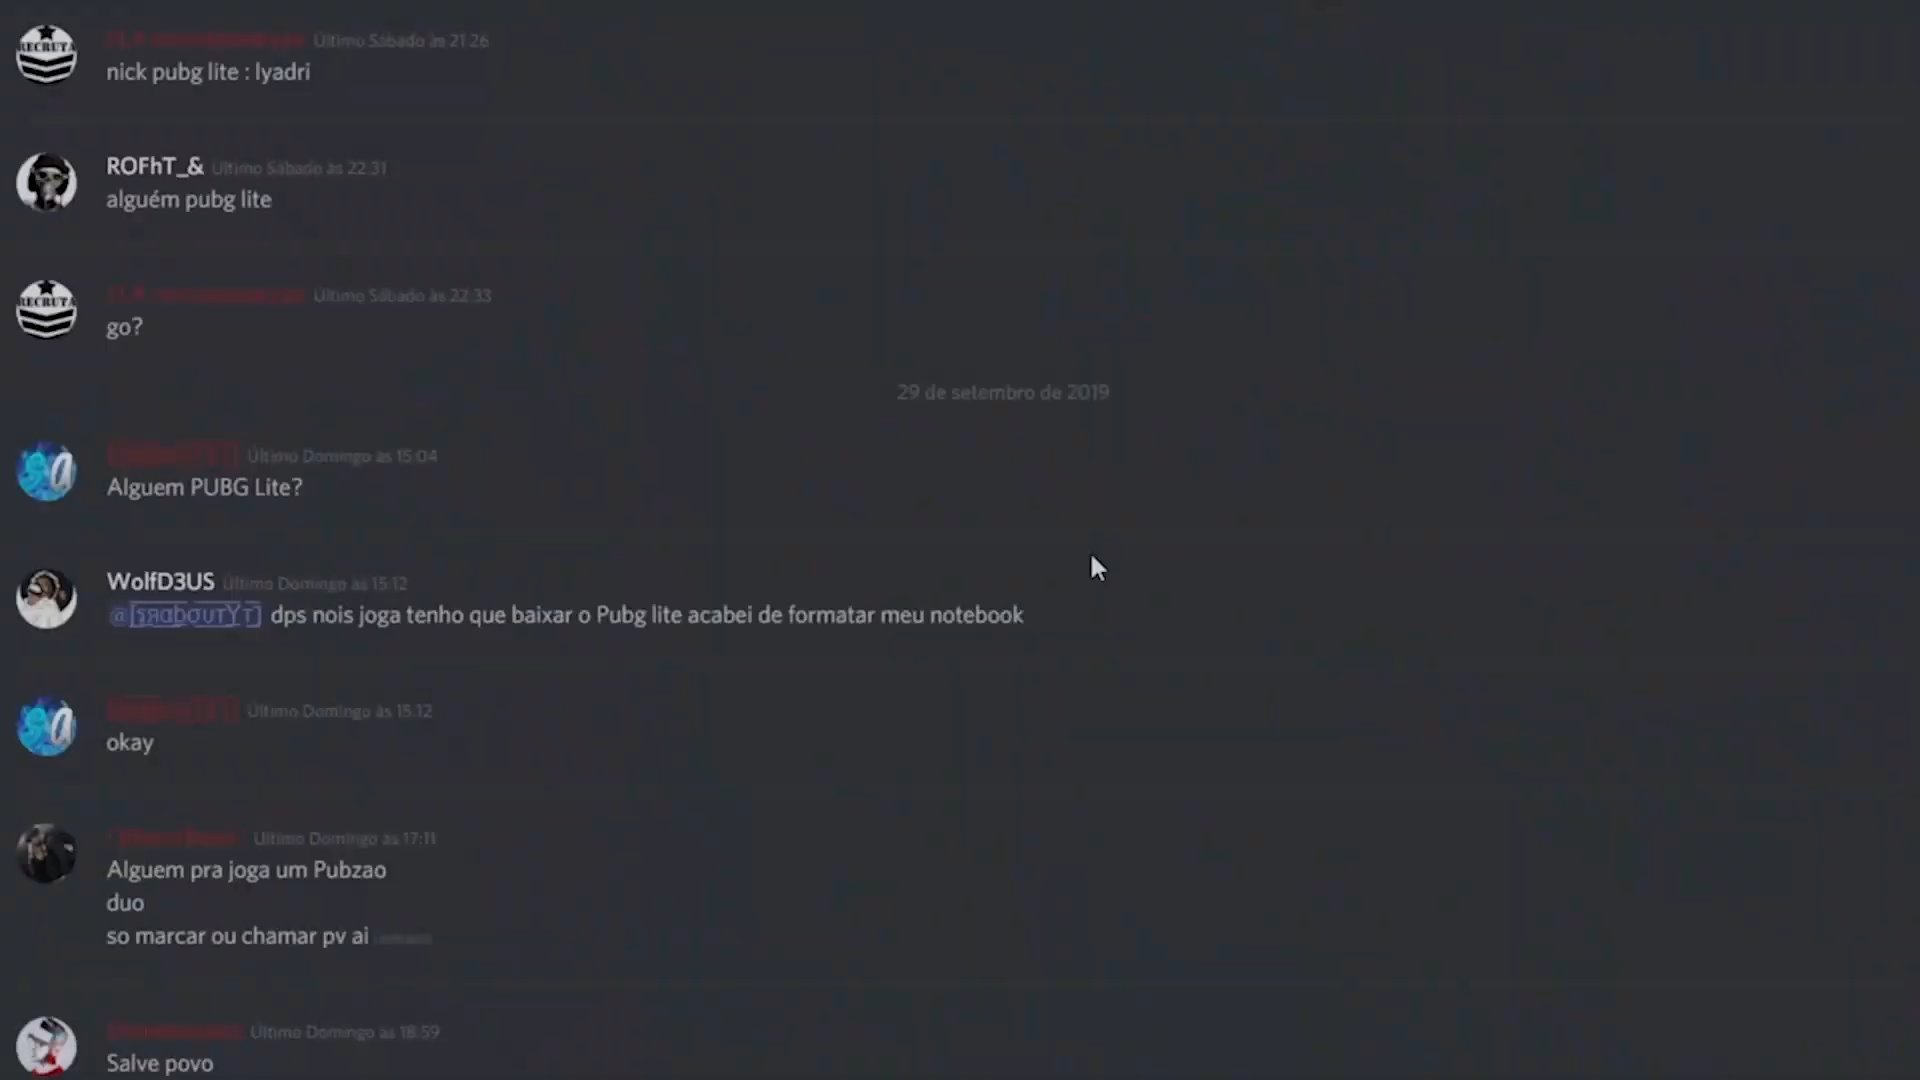 RECRUTA
Último Sábado às 21:26
nick pubg lite : lyadri
ROFhT_& Último Sábado às 22:31
alguém pubg lite
RECRUTA
Último Sábado às 22:33
go?
29 de setembro de 2019
Último Domingo às 15:04
Alguem PUBG Lite?
WolfD3US Último Domingo às 15:12
dps nois joga tenho que baixar o Pubg lite acabei de formatar meu notebook
Último Domingo às 15:12
okay
Último Domingo às 17:11
Alguem pra joga um Pubzao
duo
so marcar ou chamar pv ai
Último Domingo às 18:59
Salve povo